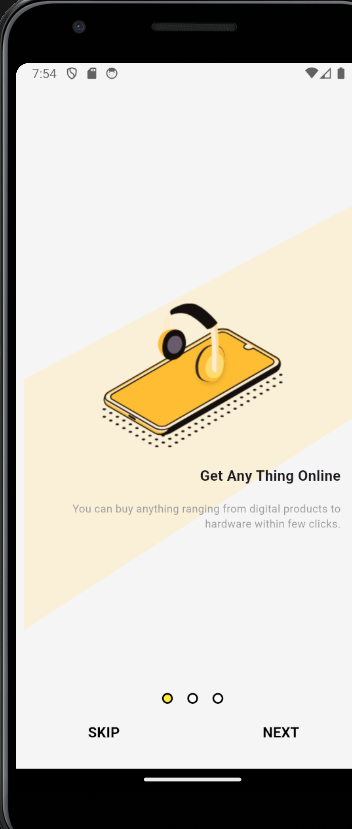 7:54
Get Any Thing Online
You can buy anything ranging from digital products to
hardware within few clicks.
SKIP
NEXT